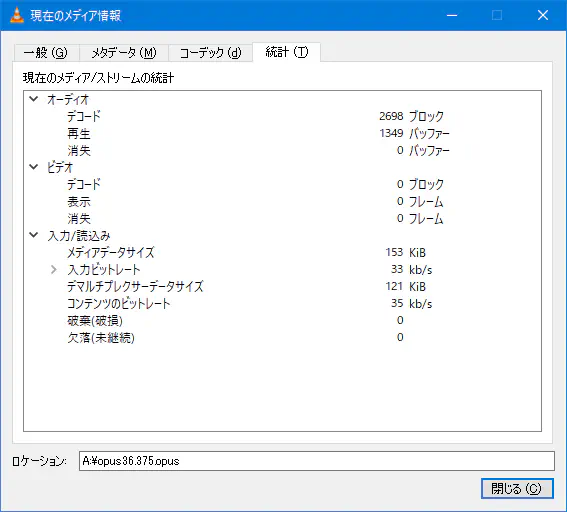 現在のメディア情報
一般 (G) メタデータ (M) コーデック (d) 統計 (T)
現在のメディア/ストリームの統計
オーディオ
デコード 2698 ブロック
再生 1349 バッファー
消失 0 バッファー
ビデオ
デコード 0 ブロック
表示 0 フレーム
消失 0 フレーム
入力/読込み
メディアデータサイズ 153 KiB
入力ビットレート 33 kb/s
デマルチプレクサーデータサイズ 121 KiB
コンテンツのビットレート 35 kb/s
破棄(破損) 0
欠落(未継続) 0
ロケーション: A:¥opus36.375.opus
閉じる (C)